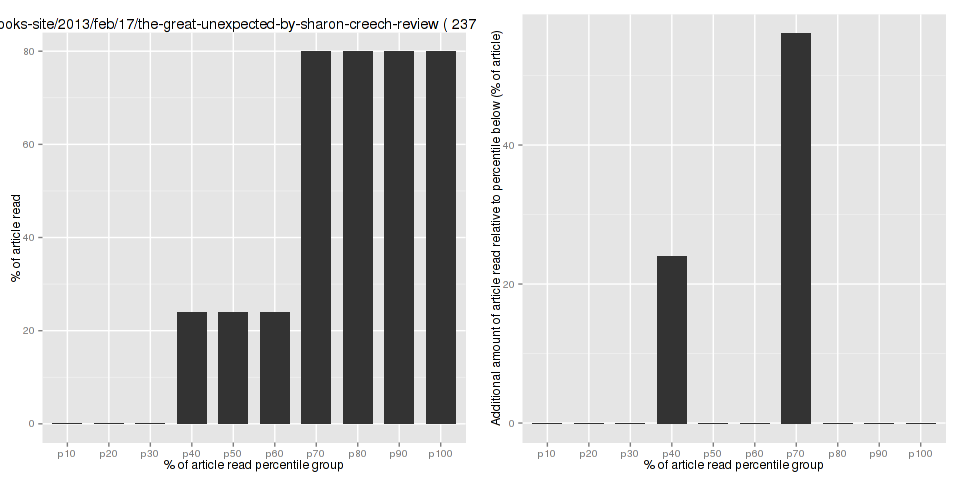 ooks-site/2013/feb/17/the-great-unexpected-by-sharon-creech-review ( 237
% of article read
80
60
40
20
0
p10 p20 p30 p40 p50 p60 p70 p80 p90 p100
% of article read percentile group
Additional amount of article read relative to percentile below (% of article)
40
20
0
p10 p20 p30 p40 p50 p60 p70 p80 p90 p100
% of article read percentile group